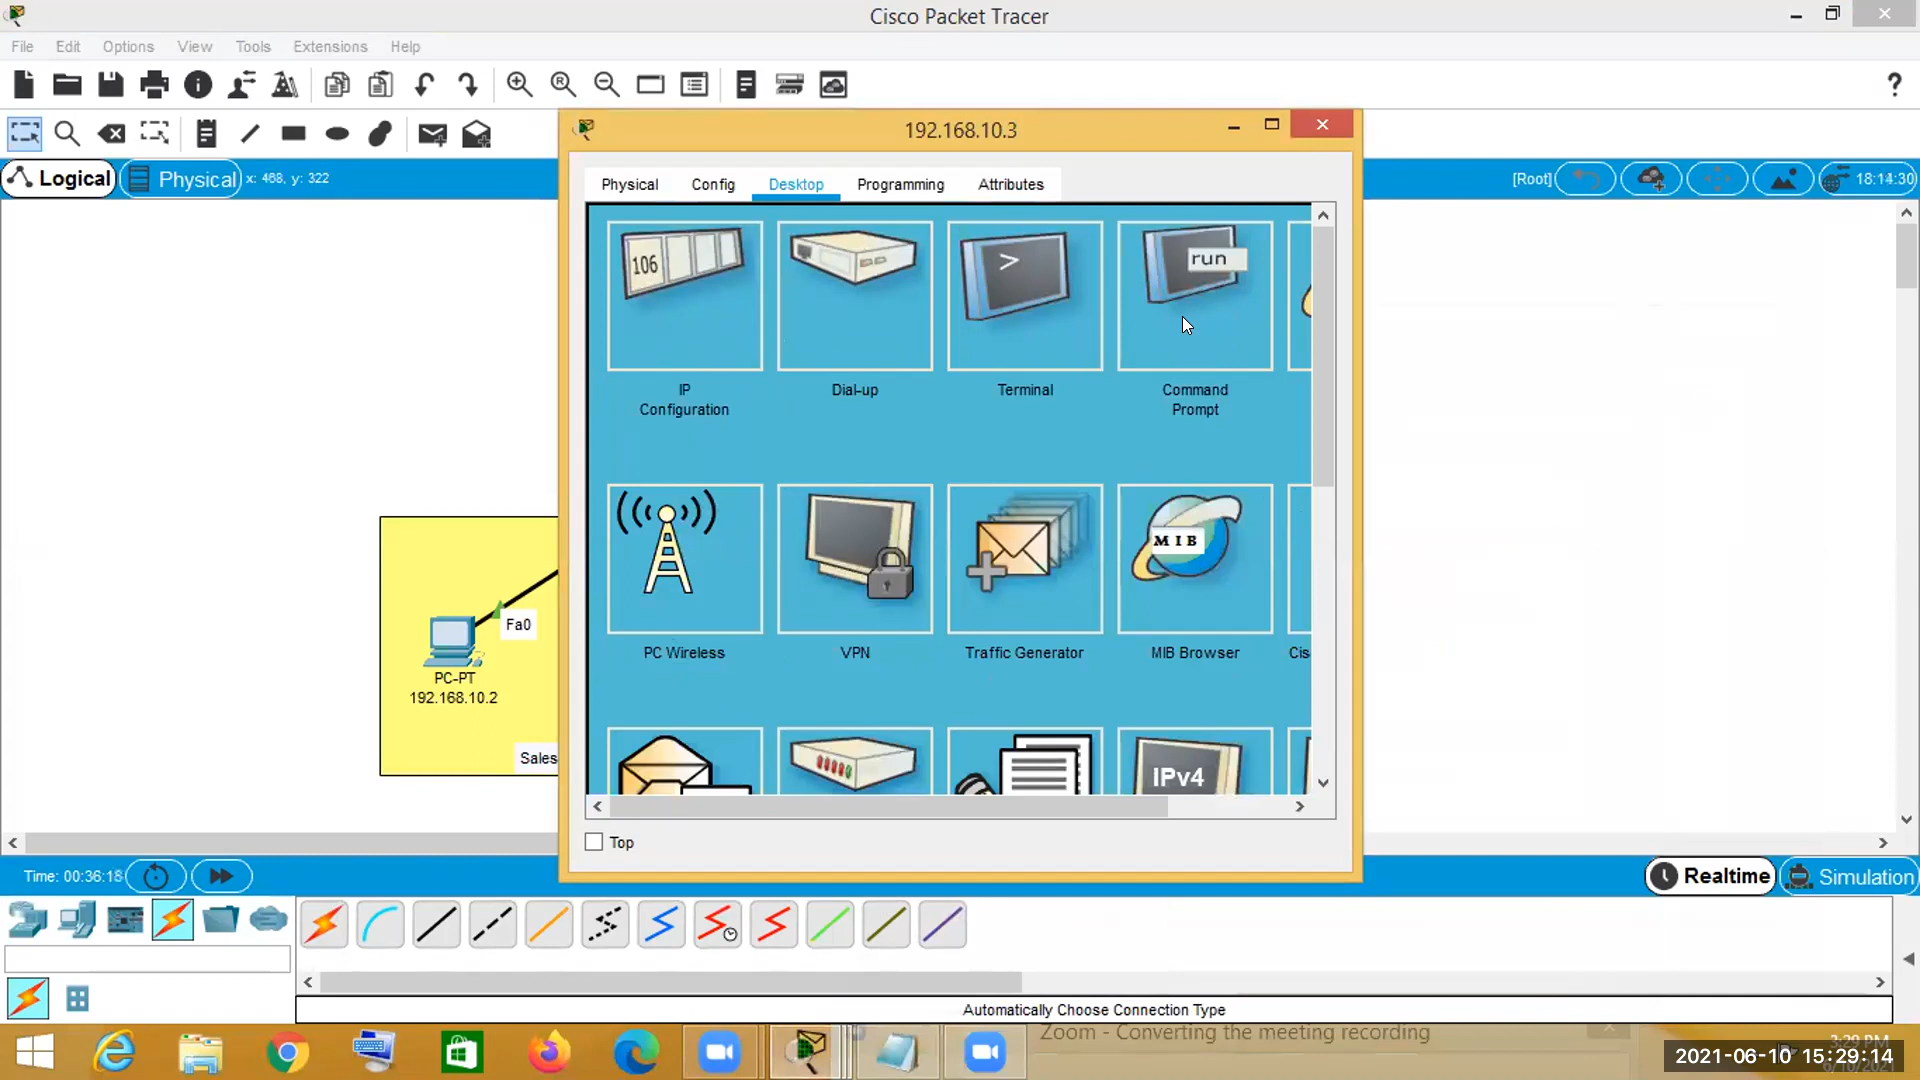 Cisco Packet Tracer
File Edit Options View Tools Extensions Help
192.168.10.3
Logical
Physical x: 468, y: 322
[Root]
18:14:30
Physical Config Desktop Programming Attributes
106
>
run
IP Configuration
Dial-up
Terminal
Command Prompt
MIB
PC Wireless
VPN
Traffic Generator
MIB Browser
Cis
IPv4
Fa0
PC-PT
192.168.10.2
Sales
Top
Time: 00:36:18
Realtime
Simulation
Automatically Choose Connection Type
Zoom - Converting the meeting recording
3:29 PM
2021-06-10 15:29:14